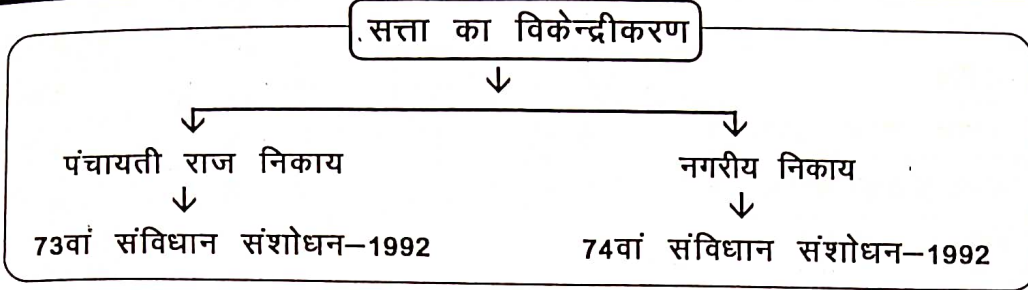 सत्ता का विकेन्द्रीकरण
पंचायती राज निकाय नगरीय निकाय
73वां संविधान संशोधन–1992 74वां संविधान संशोधन–1992